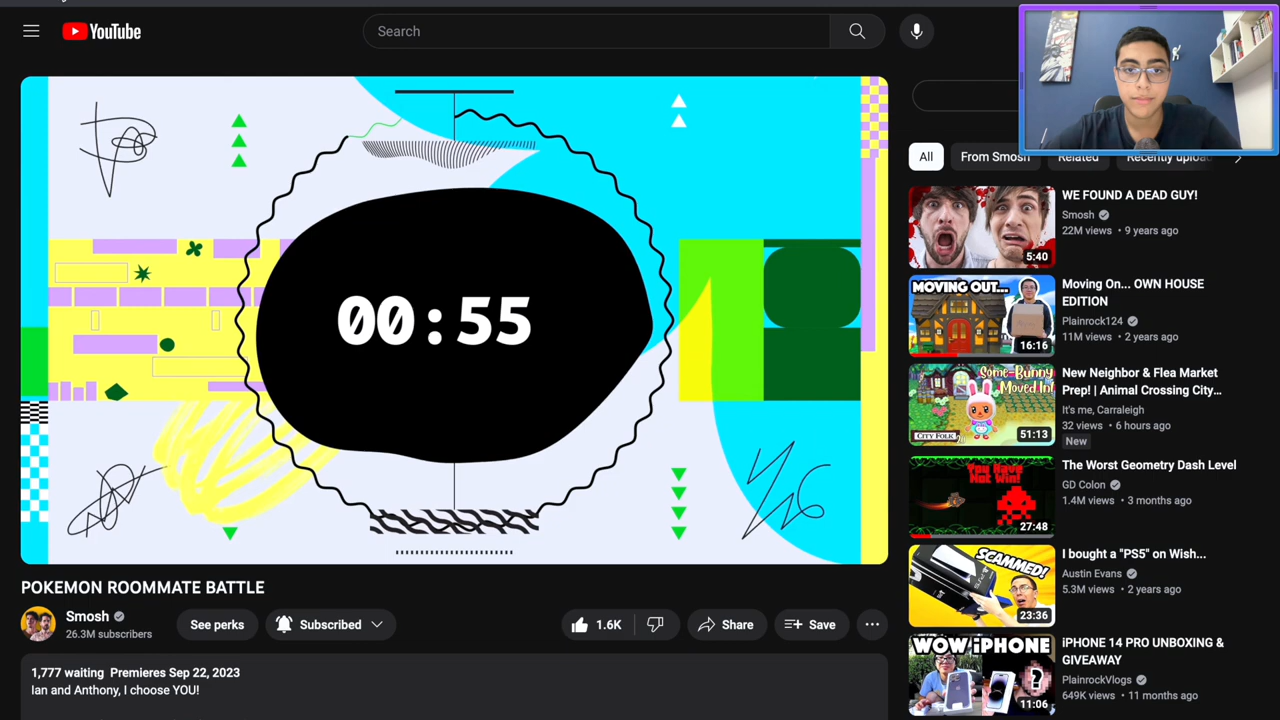 YouTube
Search
00:55
POKEMON ROOMMATE BATTLE
Smosh
26.3M subscribers
See perks
Subscribed
1.6K
Share
Save
1,777 waiting Premieres Sep 22, 2023
Ian and Anthony, I choose YOU!
All
From Smosh
Related
WE FOUND A DEAD GUY!
Smosh
22M views • 9 years ago
5:40
MOVING OUT...
16:16
Moving On... OWN HOUSE
EDITION
Plainrock124
11M views • 2 years ago
Some-Bunny
Moved In!
CITY FOLK
51:13
New Neighbor & Flea Market
Prep! | Animal Crossing City...
It's me, Carraleigh
32 views • 6 hours ago
New
You Have
Not Win!
27:48
The Worst Geometry Dash Level
GD Colon
1.4M views • 3 months ago
SCAMMED!
23:36
I bought a "PS5" on Wish...
Austin Evans
5.3M views • 2 years ago
WOW iPHONE
?
11:06
iPHONE 14 PRO UNBOXING &
GIVEAWAY
PlainrockVlogs
649K views • 11 months ago